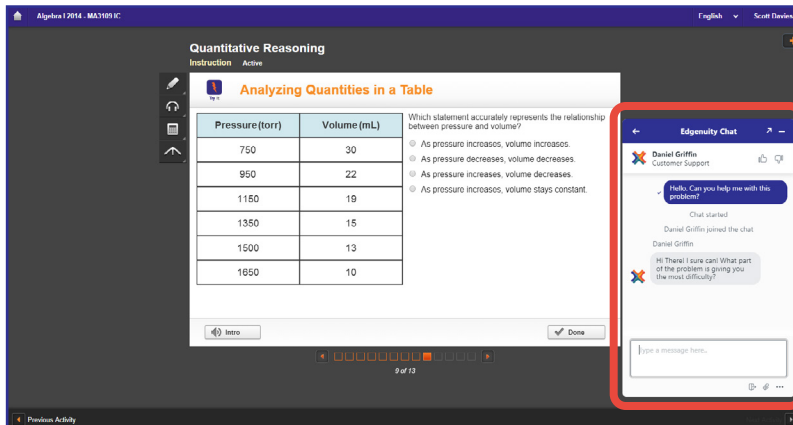 Algebra I 2014 - MA3109 IC
English
Scott Davies
Quantitative Reasoning
Instruction Active
Try It
Analyzing Quantities in a Table
Pressure (torr) Volume (mL)
750 30
950 22
1150 19
1350 15
1500 13
1650 10
Which statement accurately represents the relationship
between pressure and volume?
As pressure increases, volume increases.
As pressure decreases, volume decreases.
As pressure increases, volume decreases.
As pressure increases, volume stays constant.
Intro
Done
9 of 13
Previous Activity
Edgenuity Chat
Daniel Griffin
Customer Support
Hello. Can you help me with this
problem?
Chat started
Daniel Griffin joined the chat
Daniel Griffin
Hi There! I sure can! What part
of the problem is giving you
the most difficulty?
Type a message here..